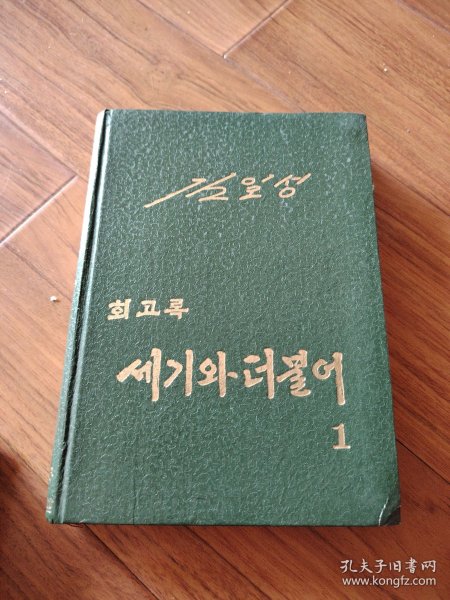 김일성
회고록
세기와 더불어
1
孔夫子旧书网
www.kongfz.com